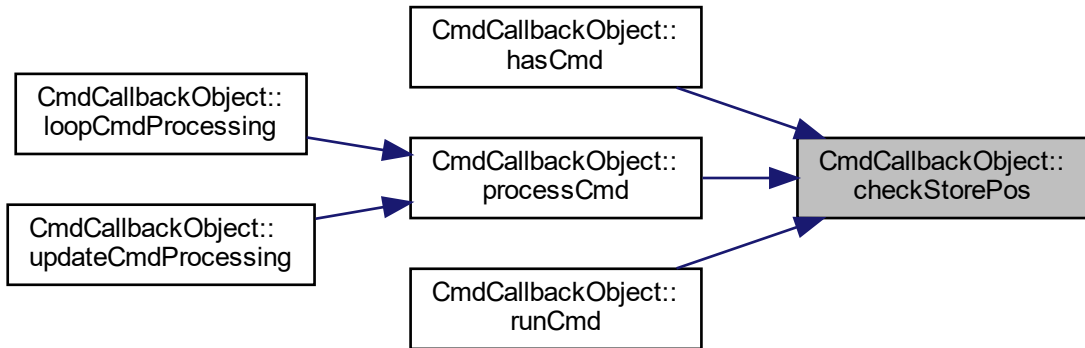 CmdCallbackObject::
hasCmd
CmdCallbackObject::
loopCmdProcessing
CmdCallbackObject::
processCmd
CmdCallbackObject::
checkStorePos
CmdCallbackObject::
updateCmdProcessing
CmdCallbackObject::
runCmd